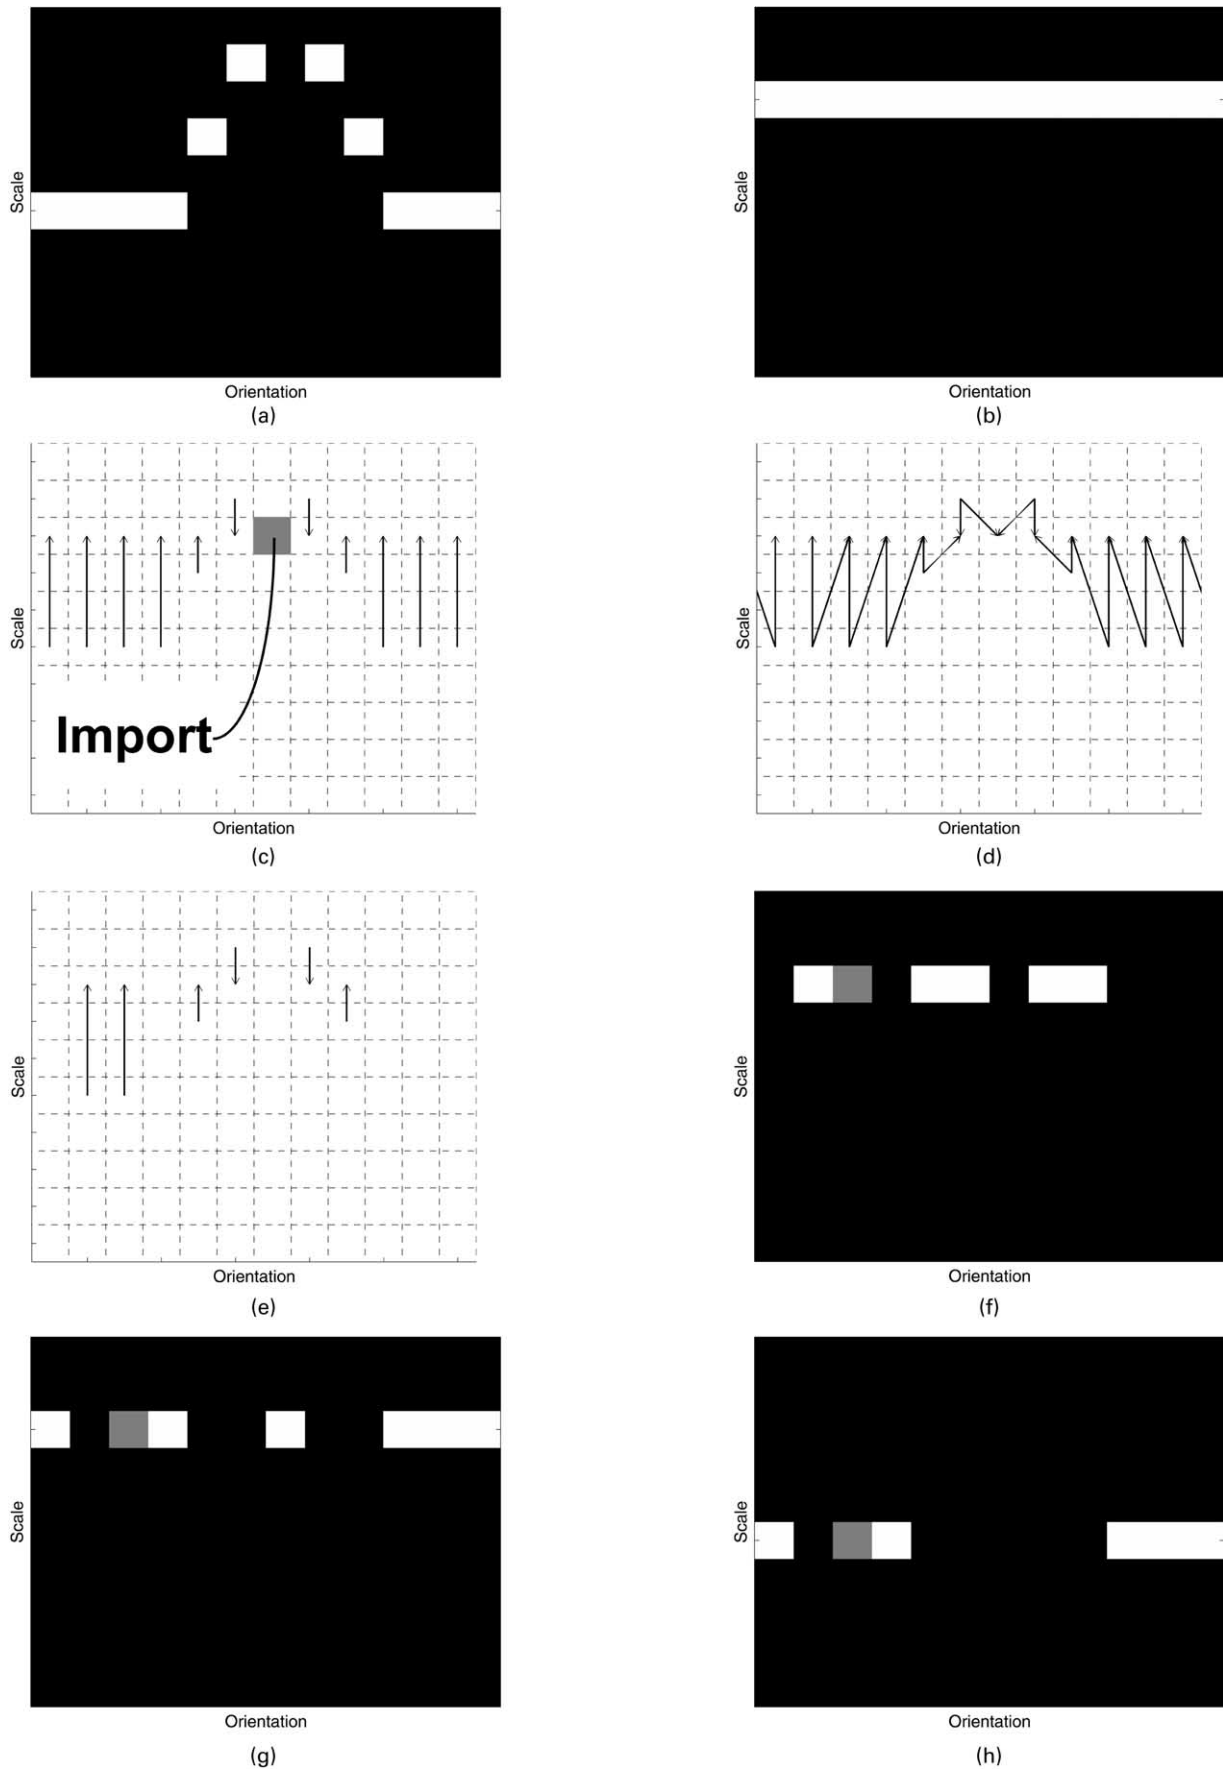 Scale
Orientation
(a)
Scale
Orientation
(b)
Scale
Import
Orientation
(c)
Scale
Orientation
(d)
Scale
Orientation
(e)
Scale
Orientation
(f)
Scale
Orientation
(g)
Scale
Orientation
(h)